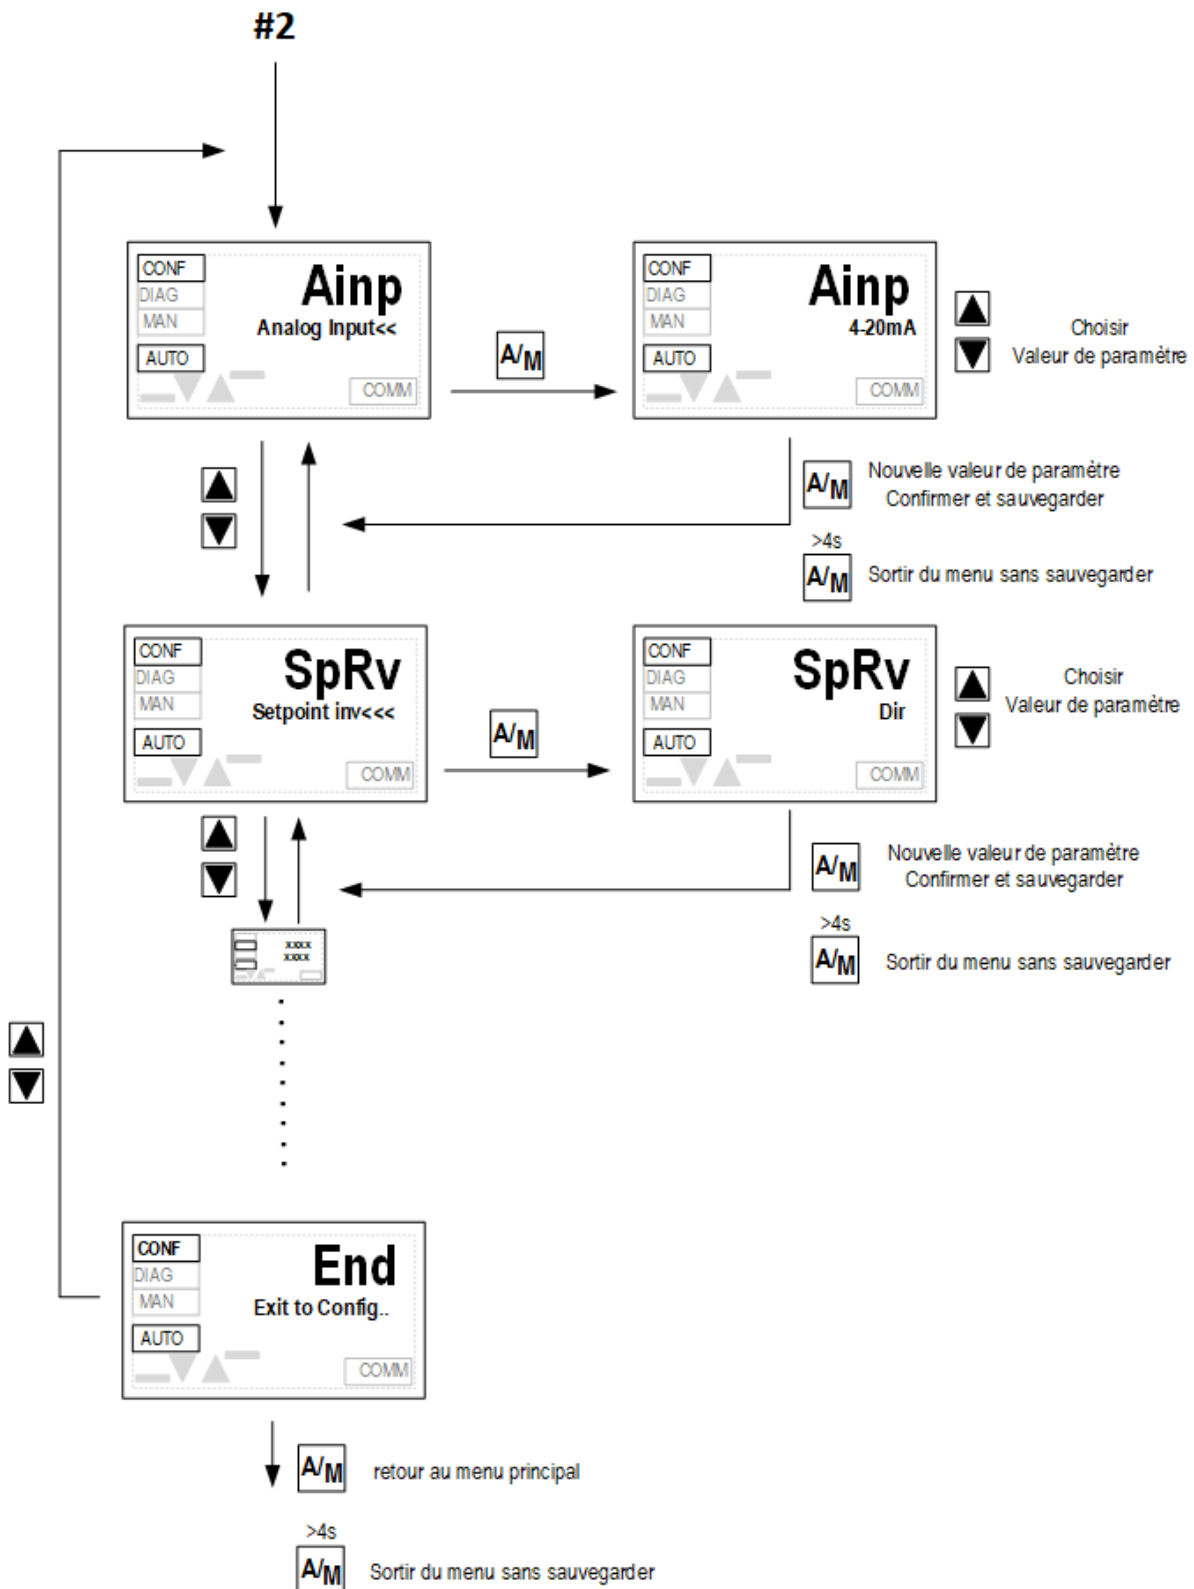 #2
CONF
DIAG
MAN
AUTO
Ainp
Analog Input<<
COMM
A/M
CONF
DIAG
MAN
AUTO
Ainp
4-20mA
COMM
Choisir
Valeur de paramètre
A/M
Nouvelle valeur de paramètre
Confirmer et sauvegarder
>4s
A/M
Sortir du menu sans sauvegarder
CONF
DIAG
MAN
AUTO
SpRv
Setpoint inv<<<
COMM
A/M
CONF
DIAG
MAN
AUTO
SpRv
Dir
COMM
Choisir
Valeur de paramètre
A/M
Nouvelle valeur de paramètre
Confirmer et sauvegarder
>4s
A/M
Sortir du menu sans sauvegarder
xxxx
xxxx
CONF
DIAG
MAN
AUTO
End
Exit to Config..
COMM
A/M
retour au menu principal
>4s
A/M
Sortir du menu sans sauvegarder